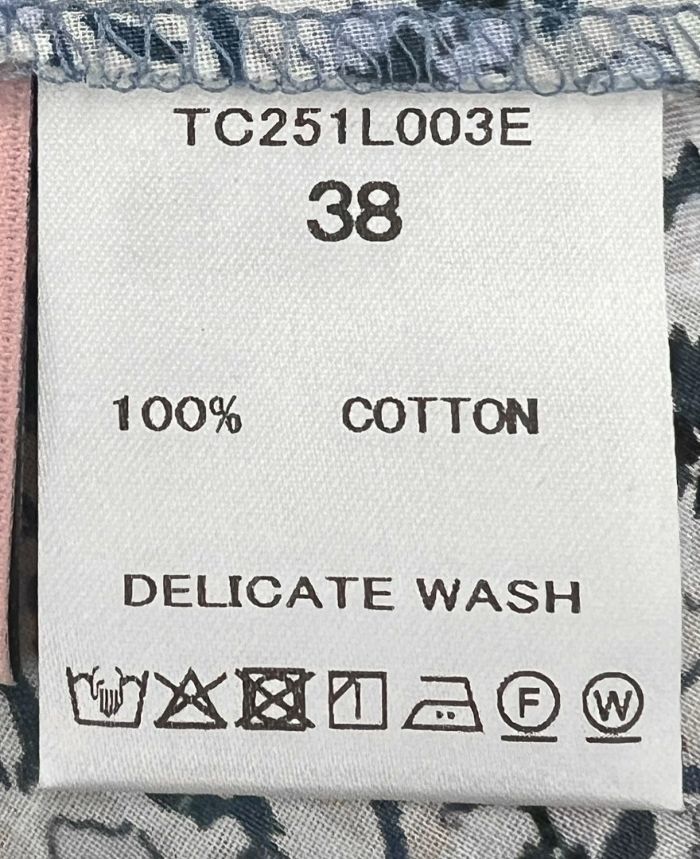 TC251L003E
38
100% COTTON
DELICATE WASH
F W